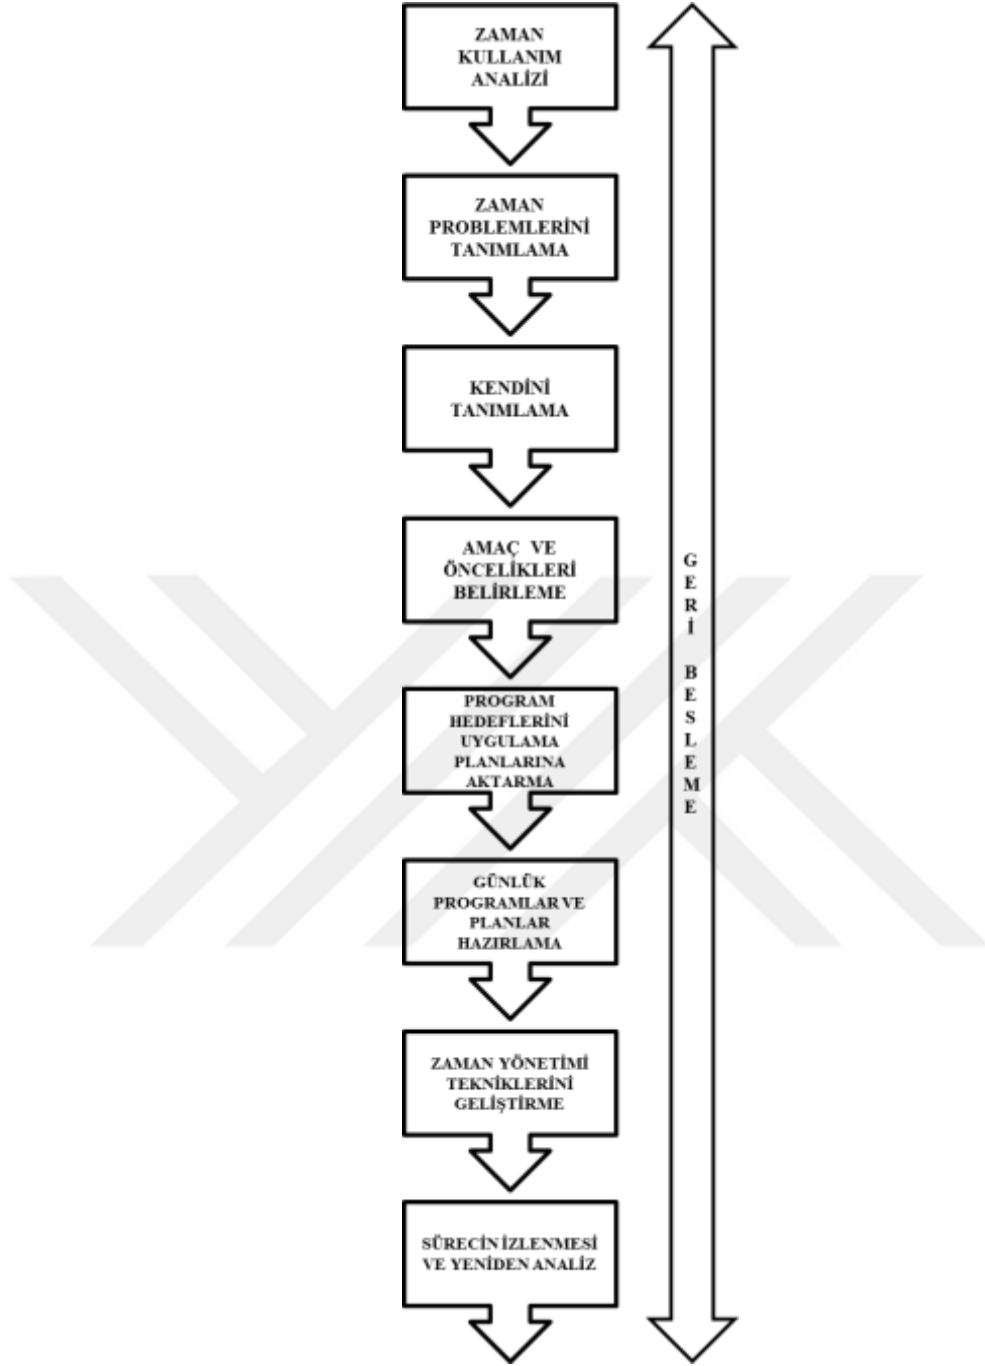 ZAMAN
KULLANIM
ANALİZİ
ZAMAN
PROBLEMLERİNİ
TANIMLAMA
KENDİNİ
TANIMLAMA
AMAÇ VE
ÖNCELİKLERİ
BELİRLEME
PROGRAM
HEDEFLERİNİ
UYGULAMA
PLANLARINA
AKTARMA
GÜNLÜK
PROGRAMLAR VE
PLANLAR
HAZIRLAMA
ZAMAN YÖNETİMİ
TEKNİKLERİNİ
GELİŞTİRME
SÜRECİN İZLENMESİ
VE YENİDEN ANALİZ
GERİ BESLEME